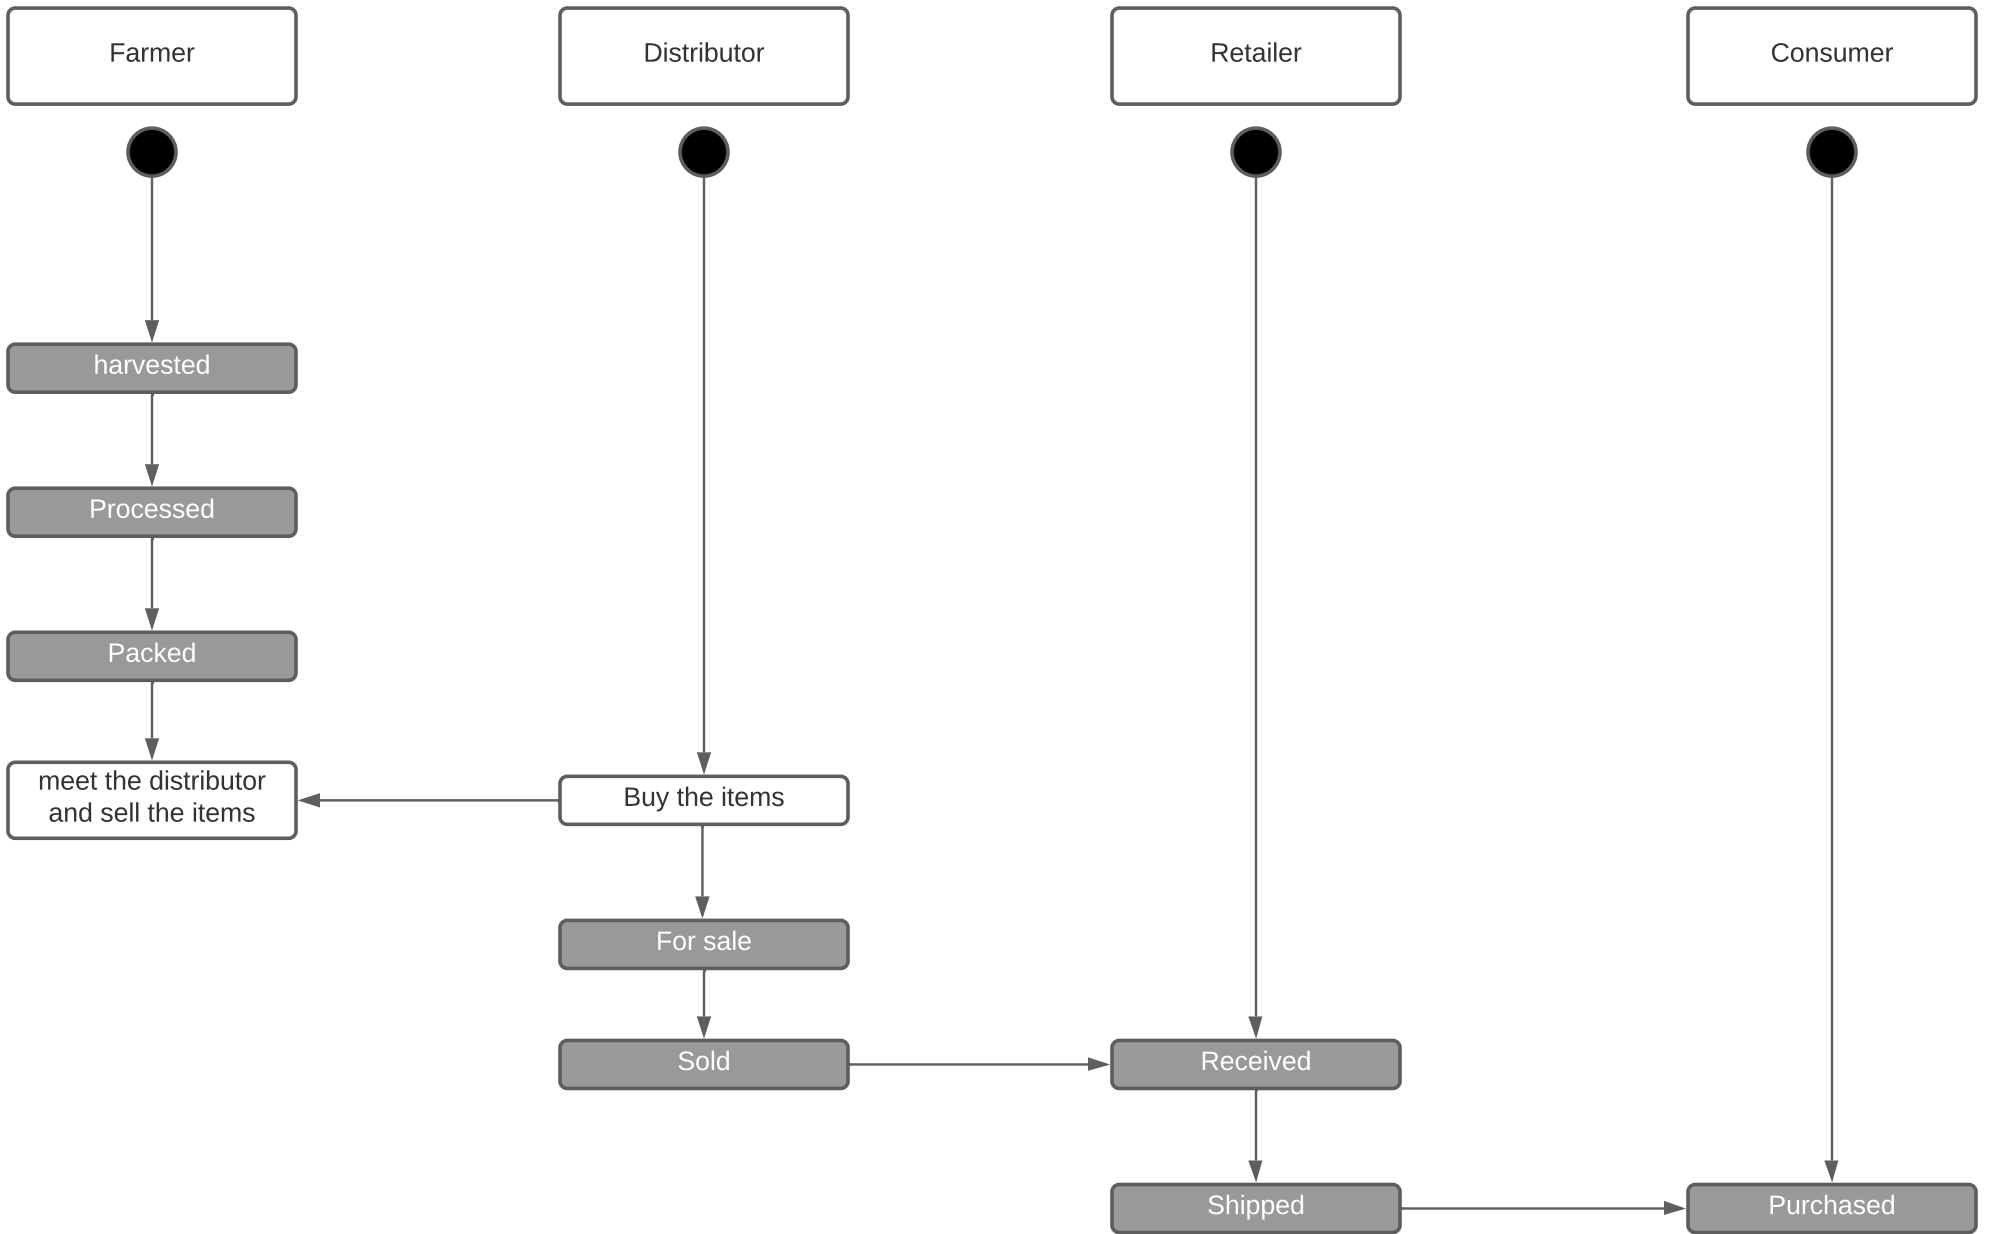 Farmer
Distributor
Retailer
Consumer
harvested
Processed
Packed
meet the distributor
and sell the items
Buy the items
For sale
Sold
Received
Shipped
Purchased